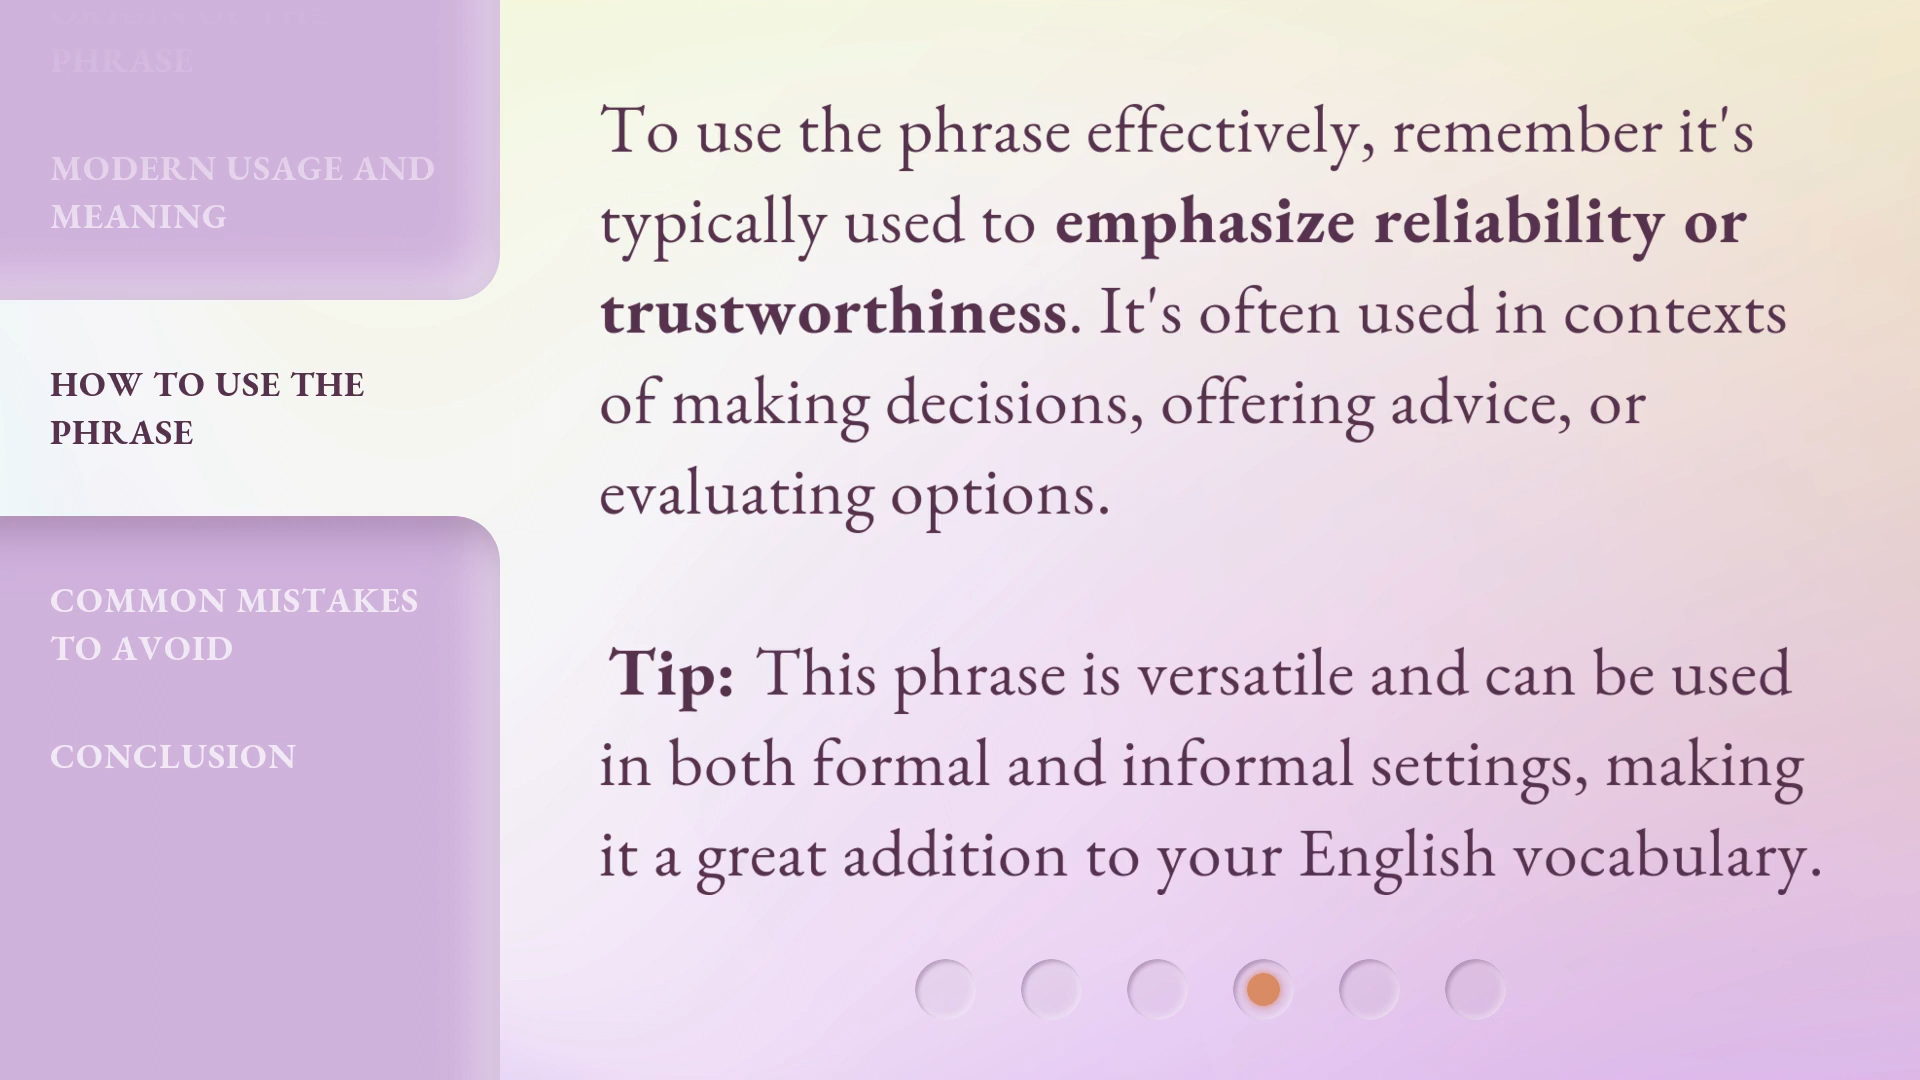 PHRASE
MODERN USAGE AND
MEANING
HOW TO USE THE
PHRASE
COMMON MISTAKES
TO AVOID
CONCLUSION
To use the phrase effectively, remember it's
typically used to emphasize reliability or
trustworthiness. It's often used in contexts
of making decisions, offering advice, or
evaluating options.
Tip: This phrase is versatile and can be used
in both formal and informal settings, making
it a great addition to your English vocabulary.